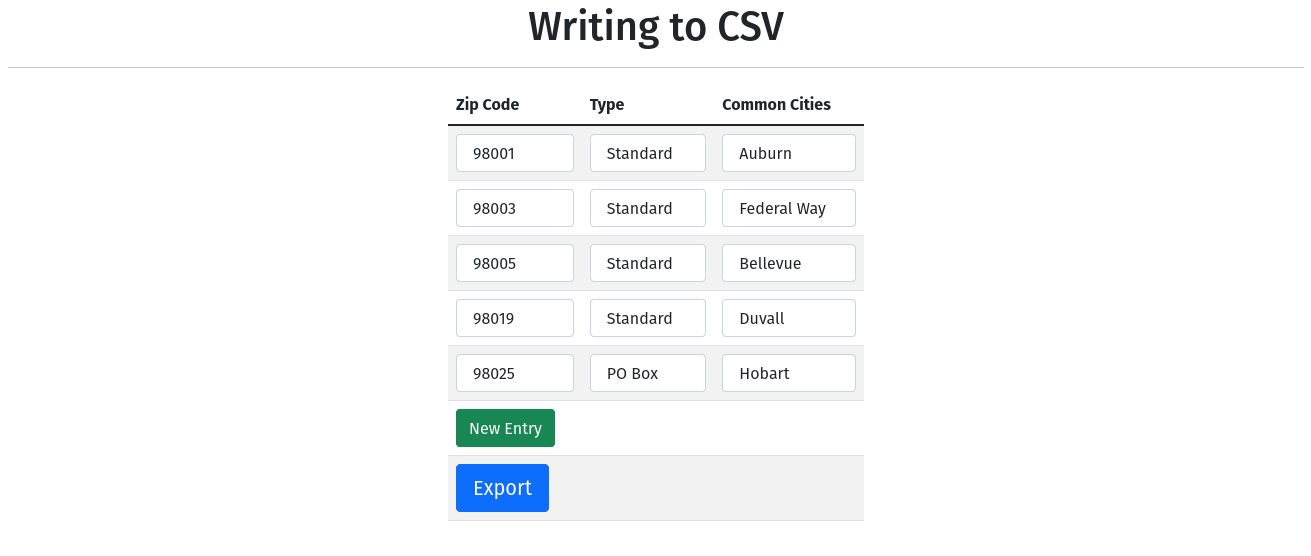 Writing to CSV
Zip Code Type Common Cities
98001 Standard Auburn
98003 Standard Federal Way
98005 Standard Bellevue
98019 Standard Duvall
98025 PO Box Hobart
New Entry
Export